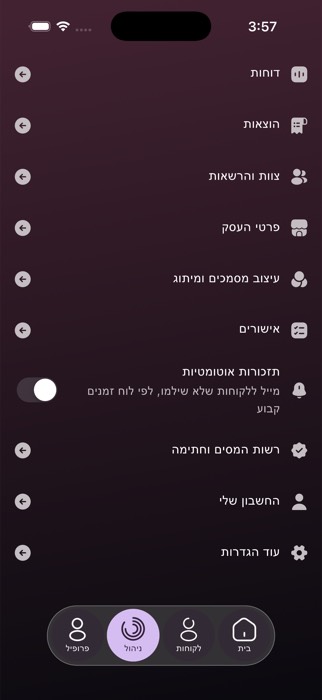 3:57
דוחות
הוצאות
צוות והרשאות
פרטי העסק
עיצוב מסמכים ומיתוג
אישורים
תזכורות אוטומטיות
מייל ללקוחות שלא שילמו, לפי לוח זמנים
קבוע
רשות המסים וחתימה
החשבון שלי
עוד הגדרות
בית
לקוחות
ניהול
פרופיל